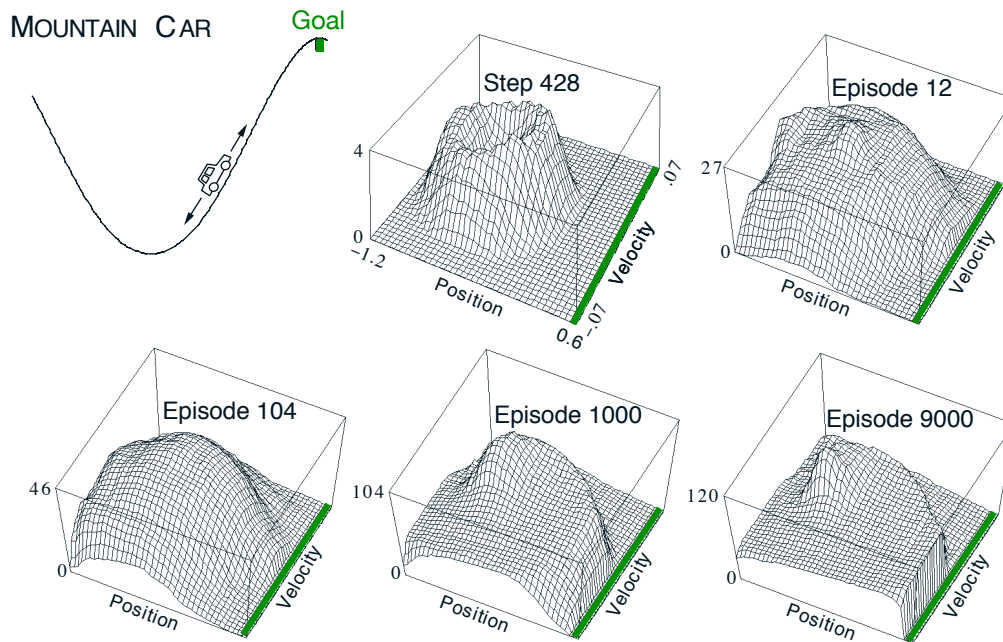 MOUNTAIN CAR
Goal
Step 428
4
0
-1.2
Position
0.6
-.07
Velocity
.07
Episode 12
27
0
Position
Velocity
Episode 104
46
0
Position
Velocity
Episode 1000
104
0
Position
Velocity
Episode 9000
120
0
Position
Velocity